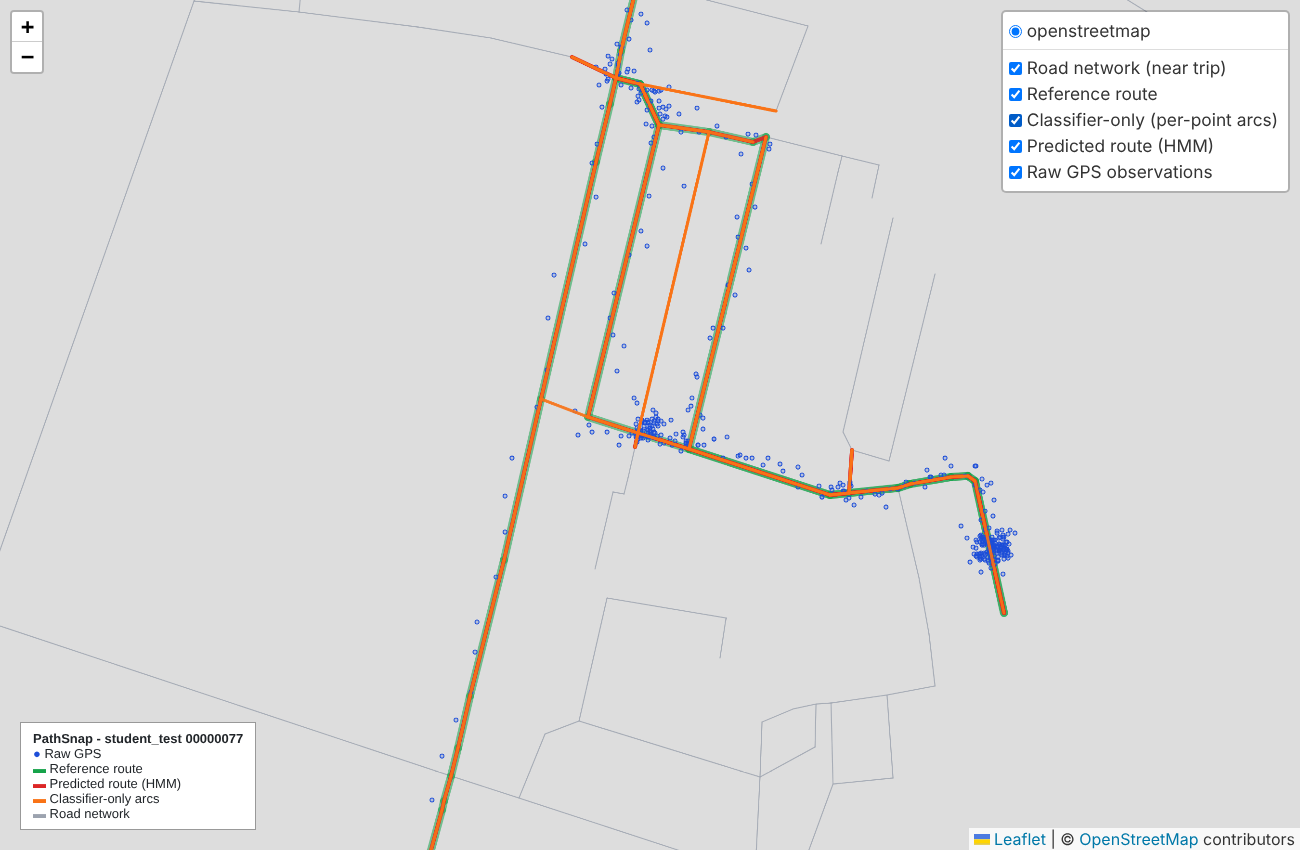 +
−
openstreetmap
Road network (near trip)
Reference route
Classifier-only (per-point arcs)
Predicted route (HMM)
Raw GPS observations
PathSnap - student_test 00000077
Raw GPS
Reference route
Predicted route (HMM)
Classifier-only arcs
Road network
Leaflet | © OpenStreetMap contributors